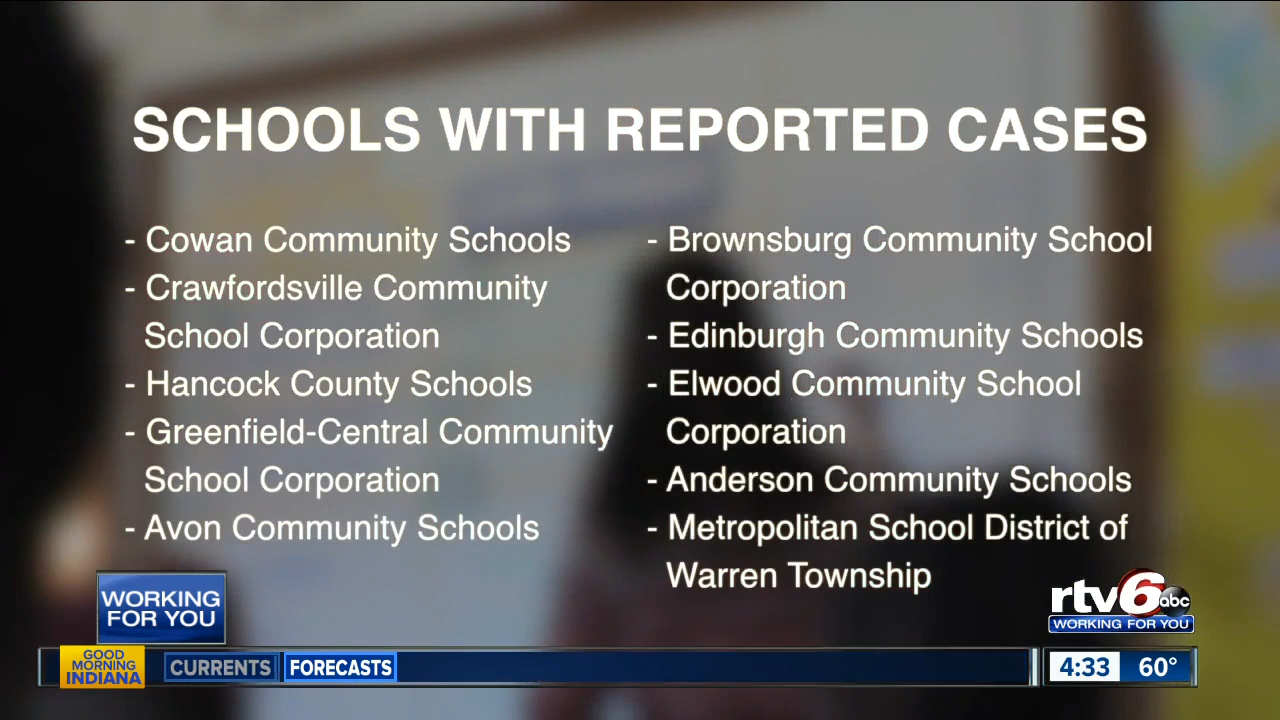 SCHOOLS WITH REPORTED CASES
- Cowan Community Schools
- Crawfordsville Community
School Corporation
- Hancock County Schools
- Greenfield-Central Community
School Corporation
- Avon Community Schools
- Brownsburg Community School
Corporation
- Edinburgh Community Schools
- Elwood Community School
Corporation
- Anderson Community Schools
- Metropolitan School District of
Warren Township
WORKING
FOR YOU
rtv6 abc
WORKING FOR YOU
GOOD
MORNING
INDIANA
CURRENTS
FORECASTS
4:33
60°